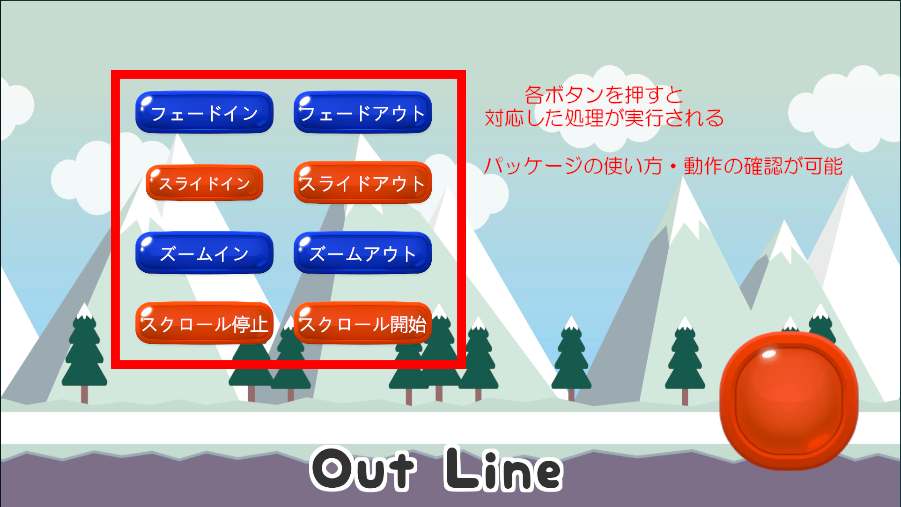 フェードイン フェードアウト
スライドイン スライドアウト
ズームイン ズームアウト
スクロール停止 スクロール開始
各ボタンを押すと
対応した処理が実行される
パッケージの使い方・動作の確認が可能
Out Line